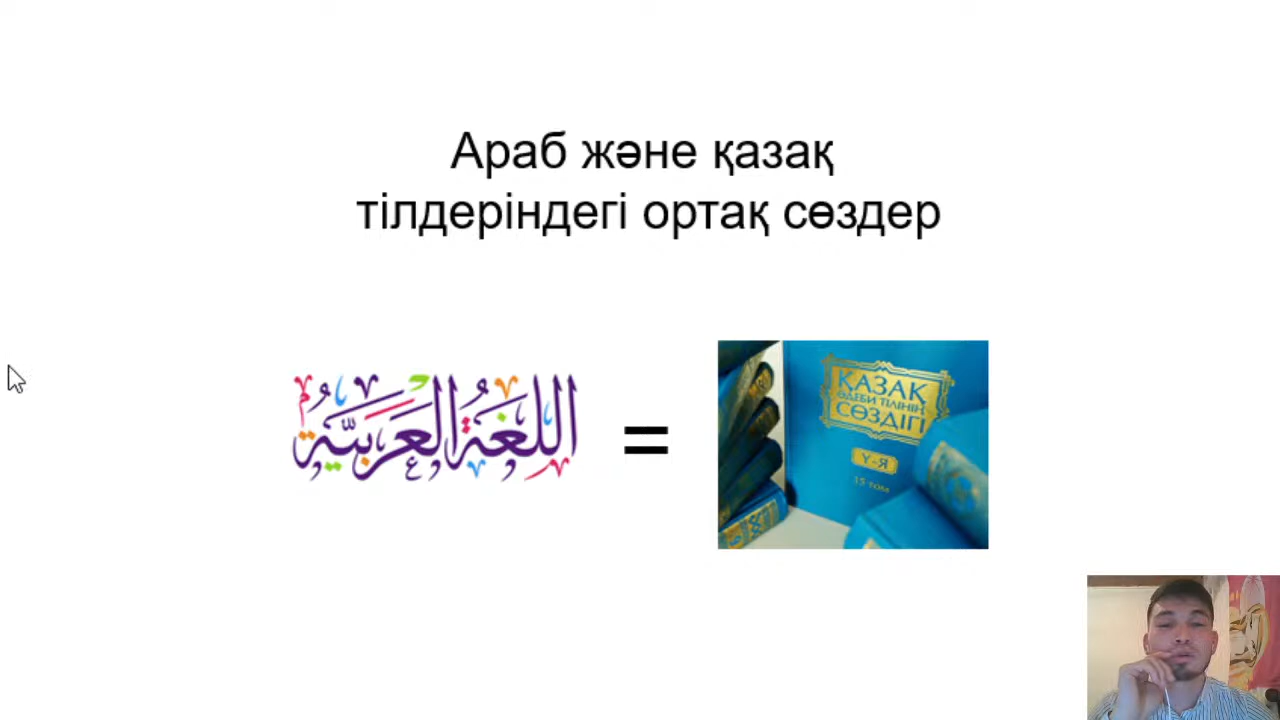 Араб және қазақ
тілдеріндегі ортақ сөздер
اللغة العربية
=
ҚАЗАҚ
ӘДЕБИ ТІЛІНІҢ
СӨЗДІГІ
Ү-Я
15 том